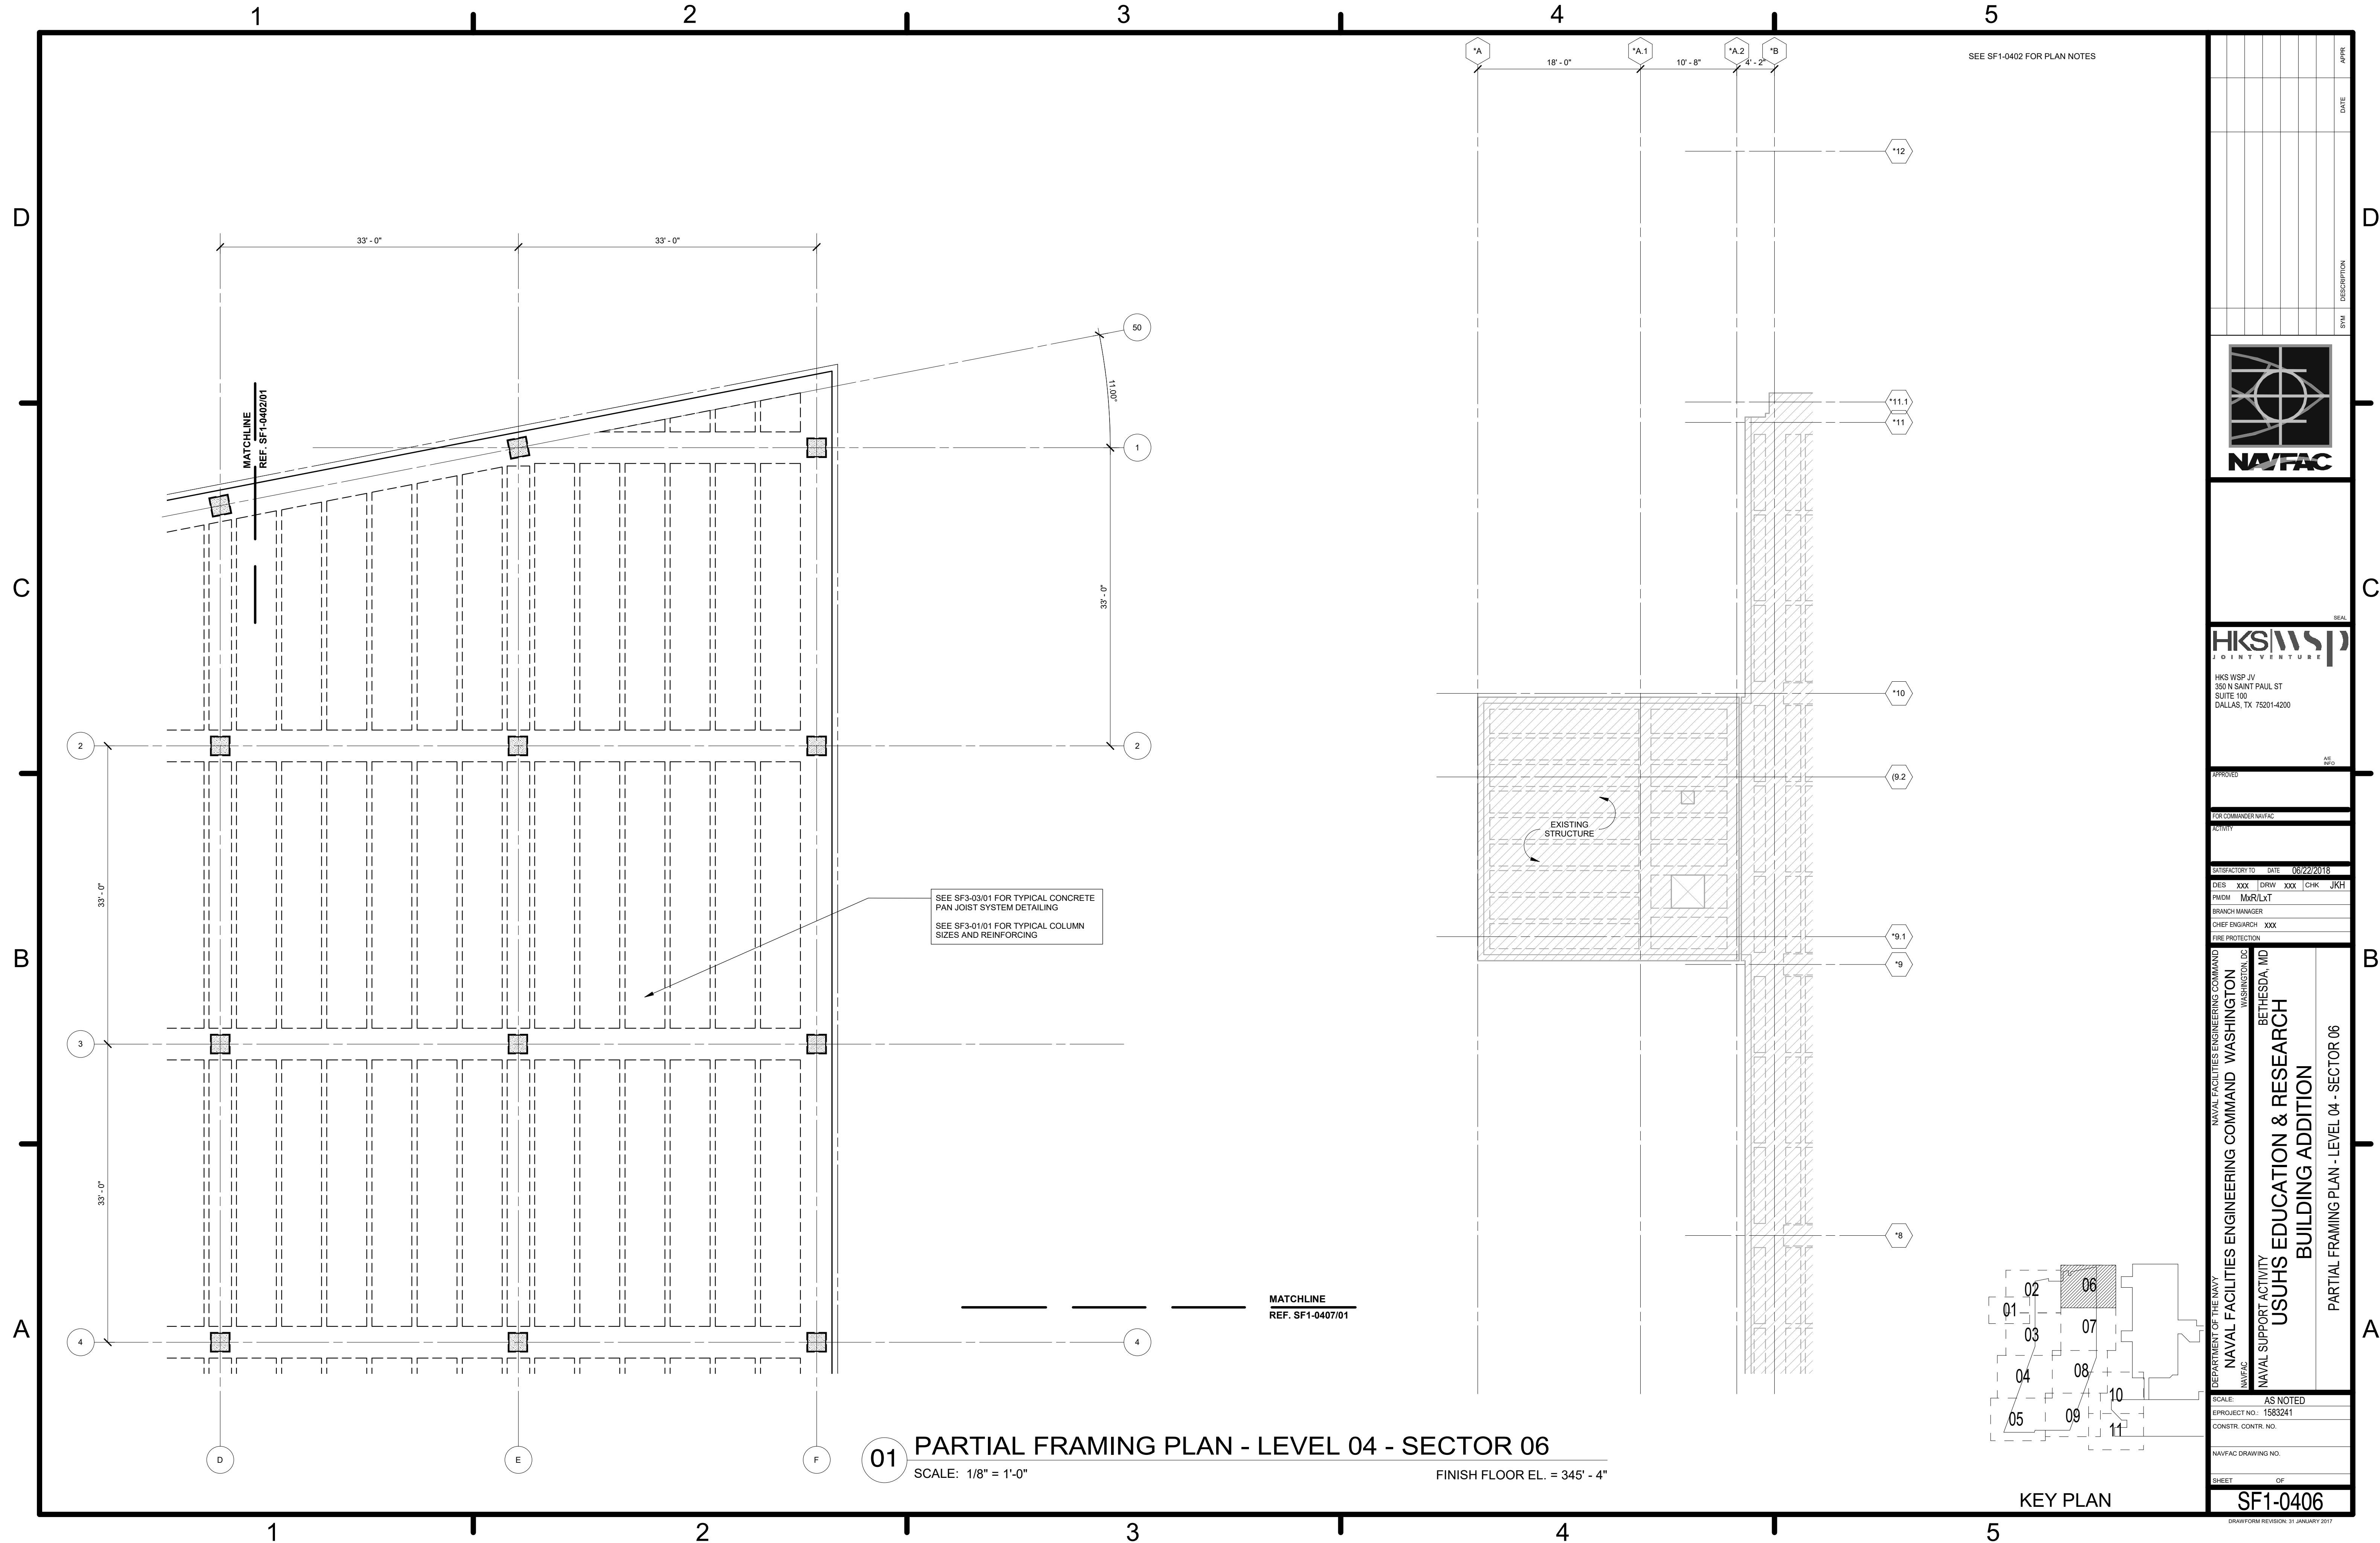 1
2
3
4
5
*A
*A.1
*A.2
*B
18' - 0"
10' - 8"
4' - 2"
SEE SF1-0402 FOR PLAN NOTES
*12
D
D
33' - 0"
33' - 0"
50
11.00°
MATCHLINE
REF. SF1-0402/01
1
*11.1
*11
C
C
33' - 0"
*10
2
2
(9.2
EXISTING
STRUCTURE
33' - 0"
SEE SF3-03/01 FOR TYPICAL CONCRETE
PAN JOIST SYSTEM DETAILING
SEE SF3-01/01 FOR TYPICAL COLUMN
SIZES AND REINFORCING
*9.1
*9
B
B
3
33' - 0"
*8
MATCHLINE
REF. SF1-0407/01
A
A
4
4
D
E
F
01
PARTIAL FRAMING PLAN - LEVEL 04 - SECTOR 06
SCALE: 1/8" = 1'-0"
FINISH FLOOR EL. = 345' - 4"
01
02
03
04
05
06
07
08
09
10
11
KEY PLAN
1
2
3
4
5
APPR
DATE
DESCRIPTION
SYM
NAVFAC
SEAL
HKS WSP
JOINT VENTURE
HKS WSP JV
350 N SAINT PAUL ST
SUITE 100
DALLAS, TX 75201-4200
A/E
INFO
APPROVED
FOR COMMANDER NAVFAC
ACTIVITY
SATISFACTORY TO DATE 06/22/2018
DES xxx DRW xxx CHK JKH
PM/DM MxR/LxT
BRANCH MANAGER
CHIEF ENG/ARCH xxx
FIRE PROTECTION
DEPARTMENT OF THE NAVY NAVAL FACILITIES ENGINEERING COMMAND
NAVAL FACILITIES ENGINEERING COMMAND WASHINGTON
NAVFAC WASHINGTON, DC
NAVAL SUPPORT ACTIVITY BETHESDA, MD
USUHS EDUCATION & RESEARCH
BUILDING ADDITION
PARTIAL FRAMING PLAN - LEVEL 04 - SECTOR 06
SCALE: AS NOTED
EPROJECT NO.: 1583241
CONSTR. CONTR. NO.
NAVFAC DRAWING NO.
SHEET OF
SF1-0406
DRAWFORM REVISION: 31 JANUARY 2017